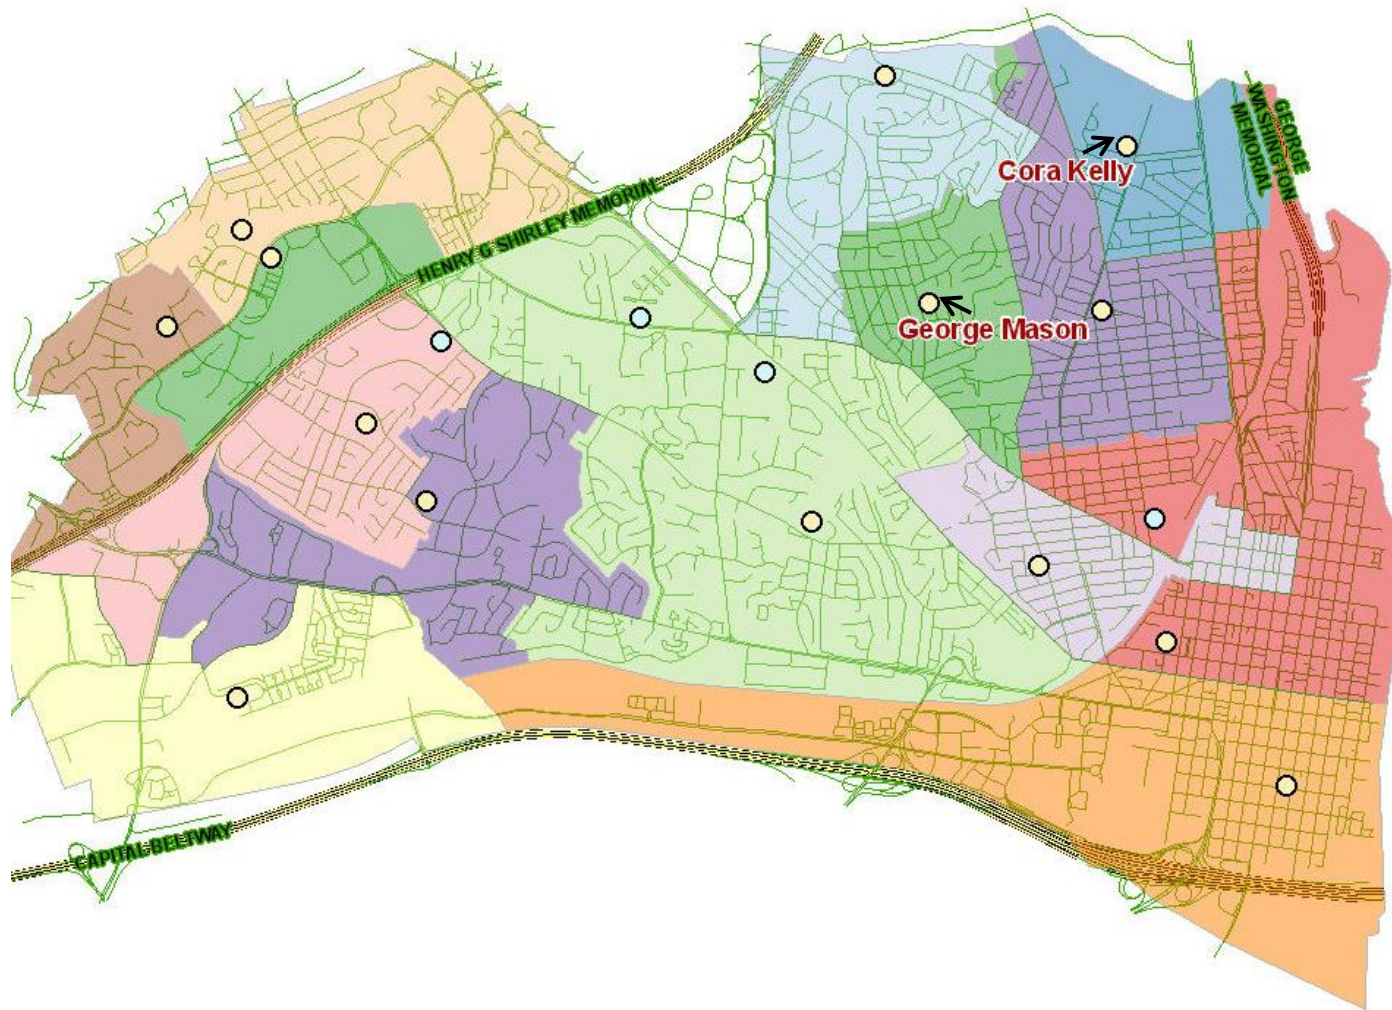 GEORGE
WASHINGTON
MEMORIAL
Cora Kelly
HENRY G SHIRLEY MEMORIAL
George Mason
CAPITAL BELTWAY